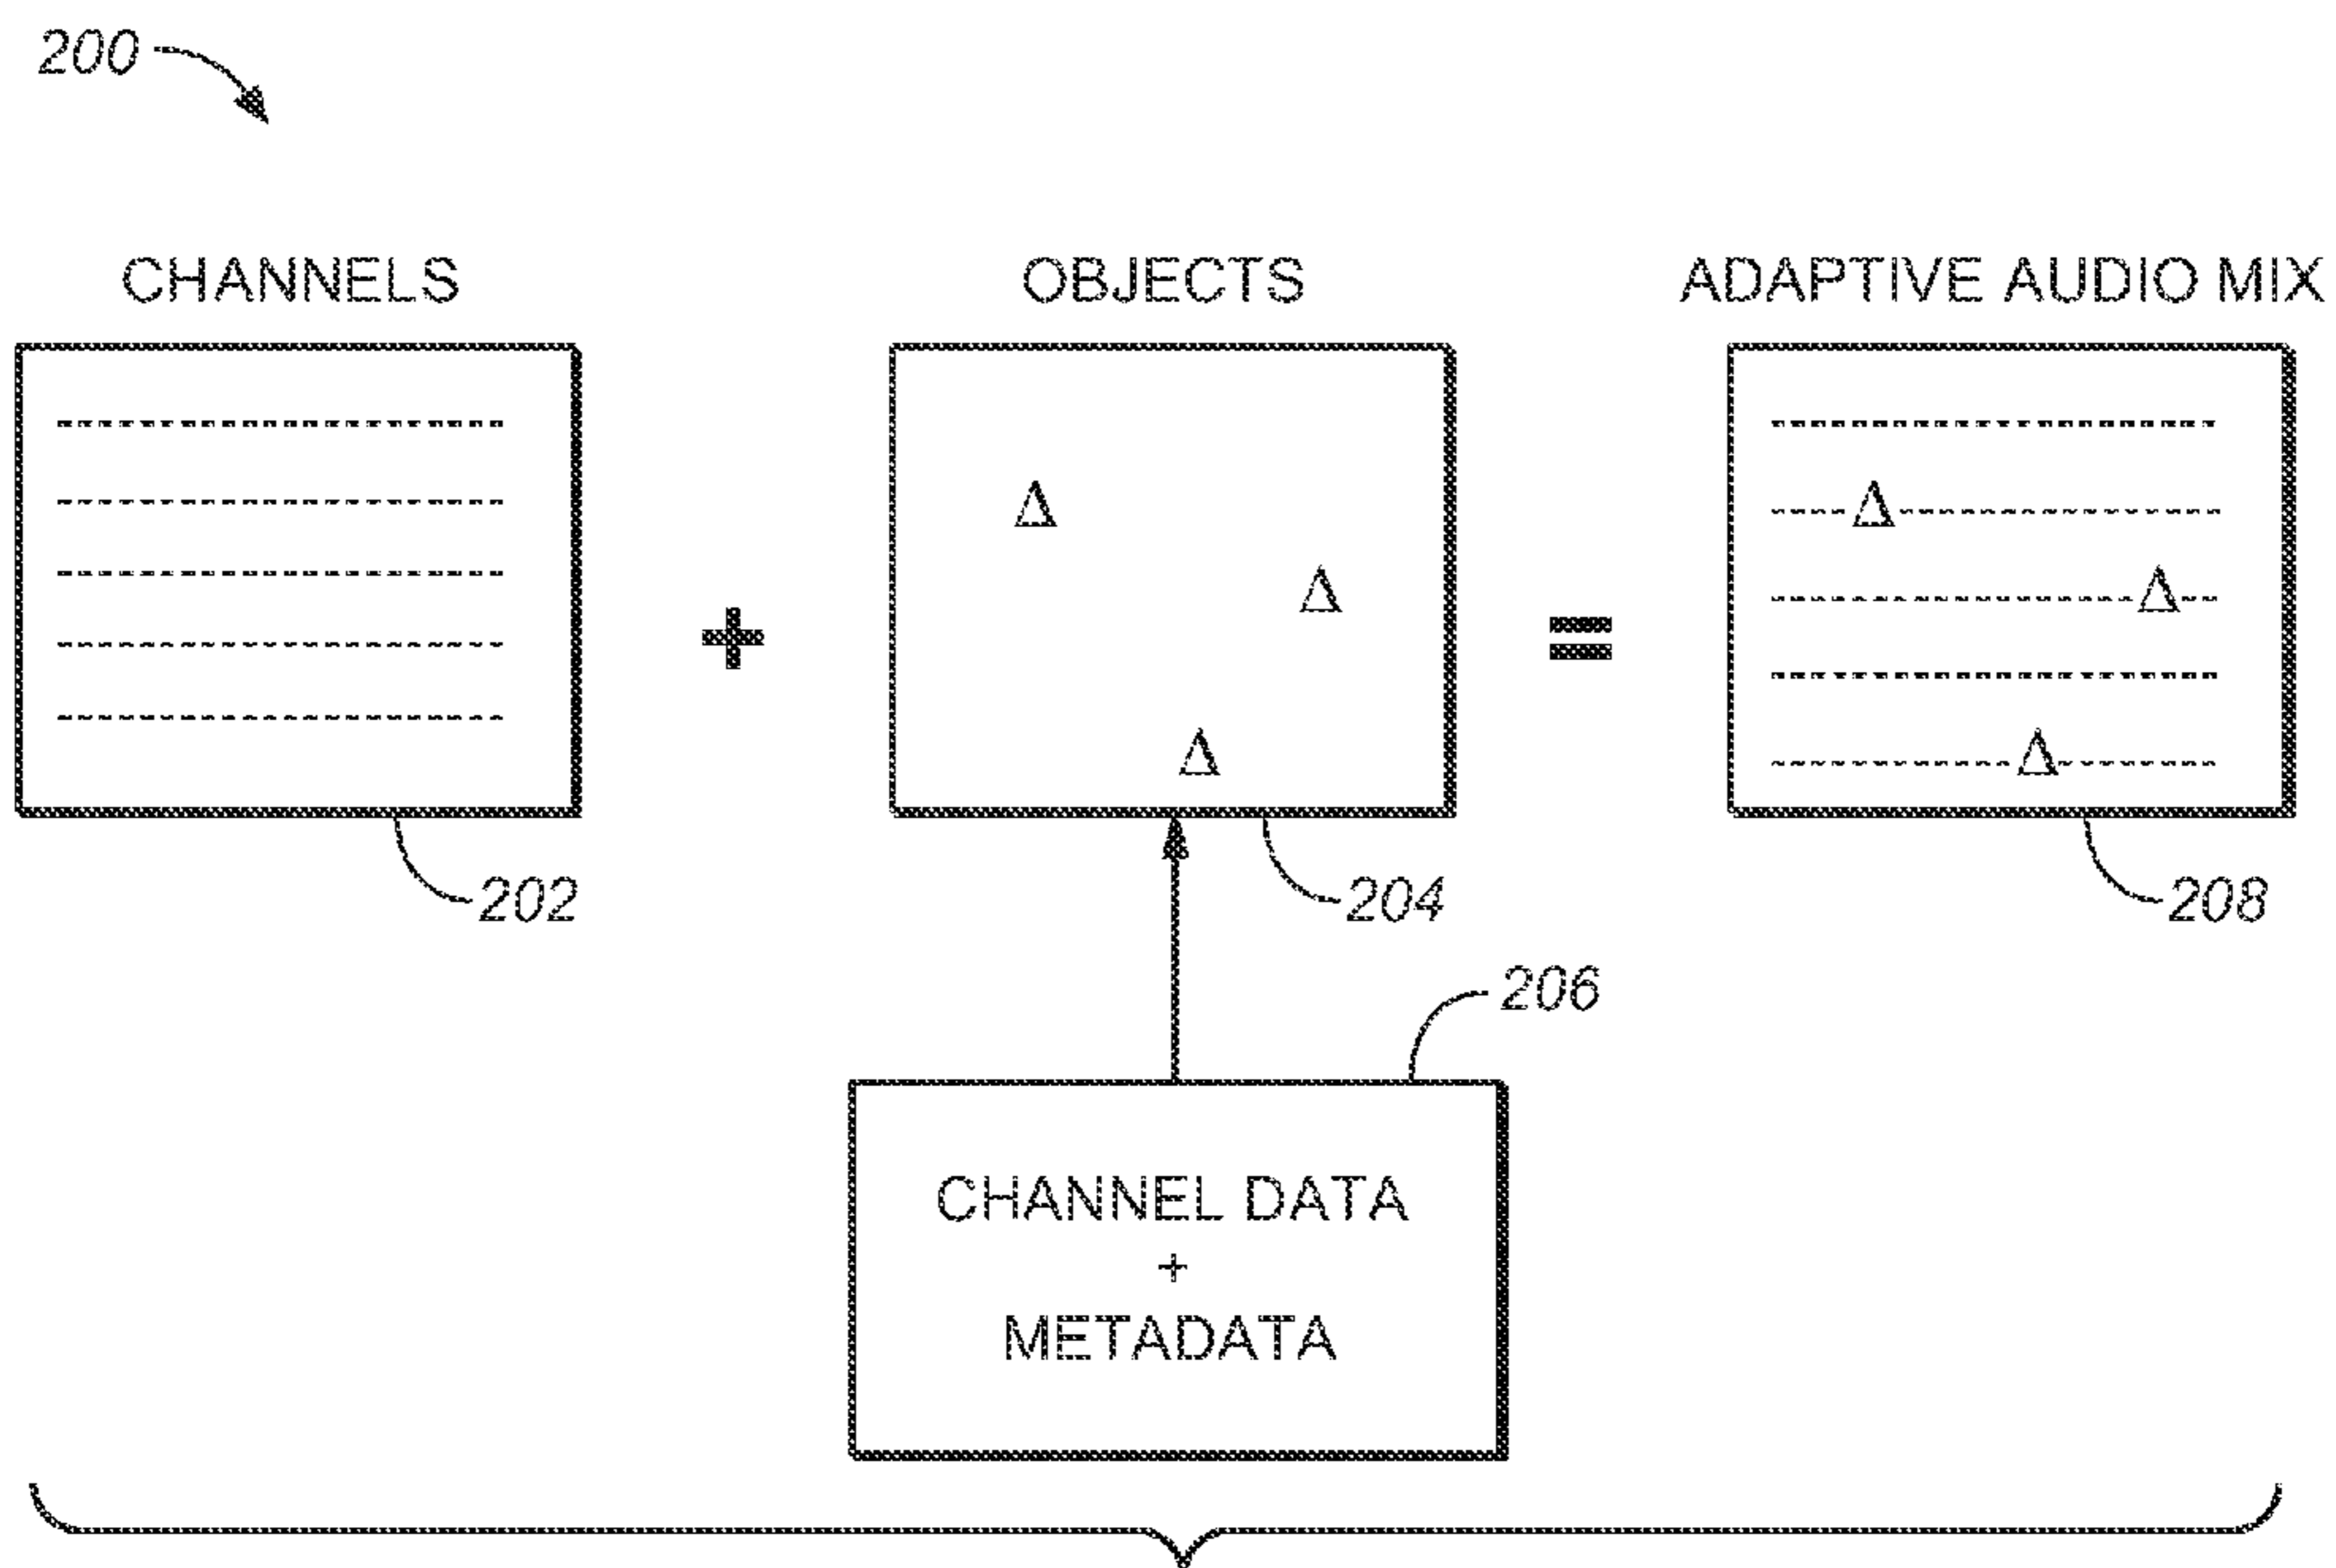 200
CHANNELS
OBJECTS
ADAPTIVE AUDIO MIX
Δ
Δ
Δ
+
=
Δ
Δ
Δ
202
204
208
206
CHANNEL DATA
+
METADATA